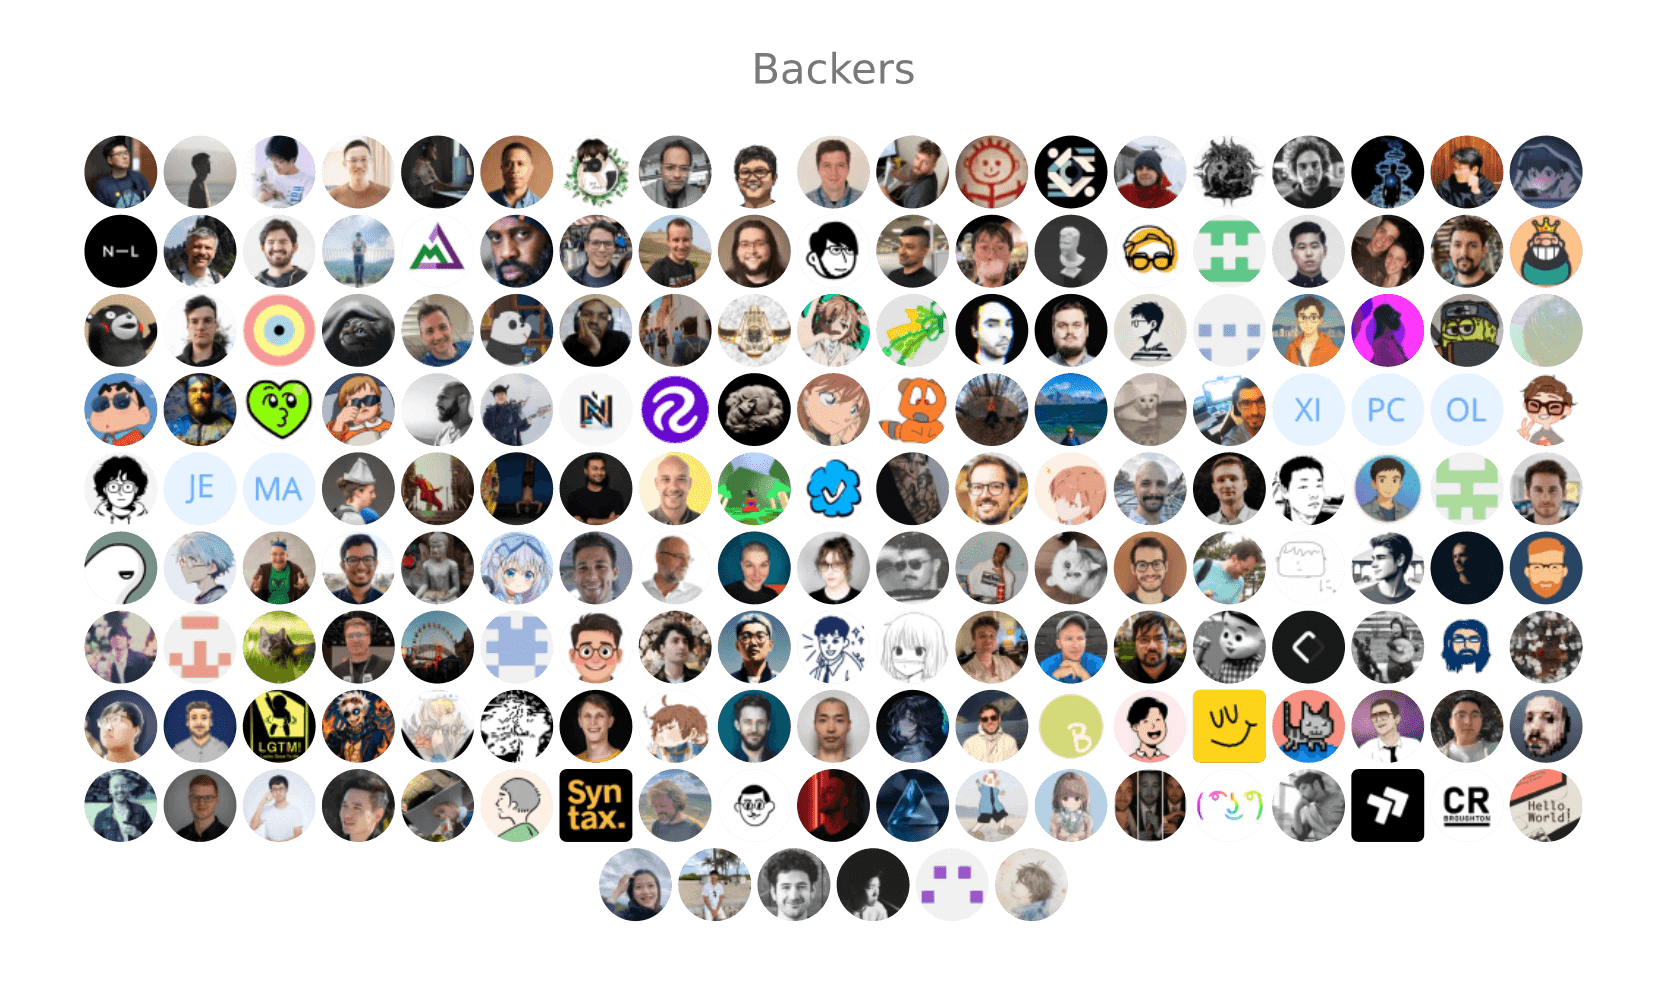 Backers
N—L
XI
PC
OL
JE
MA
LGTM!
B
Syn
tax.
CR
BROUGHTON
Hello,
World!